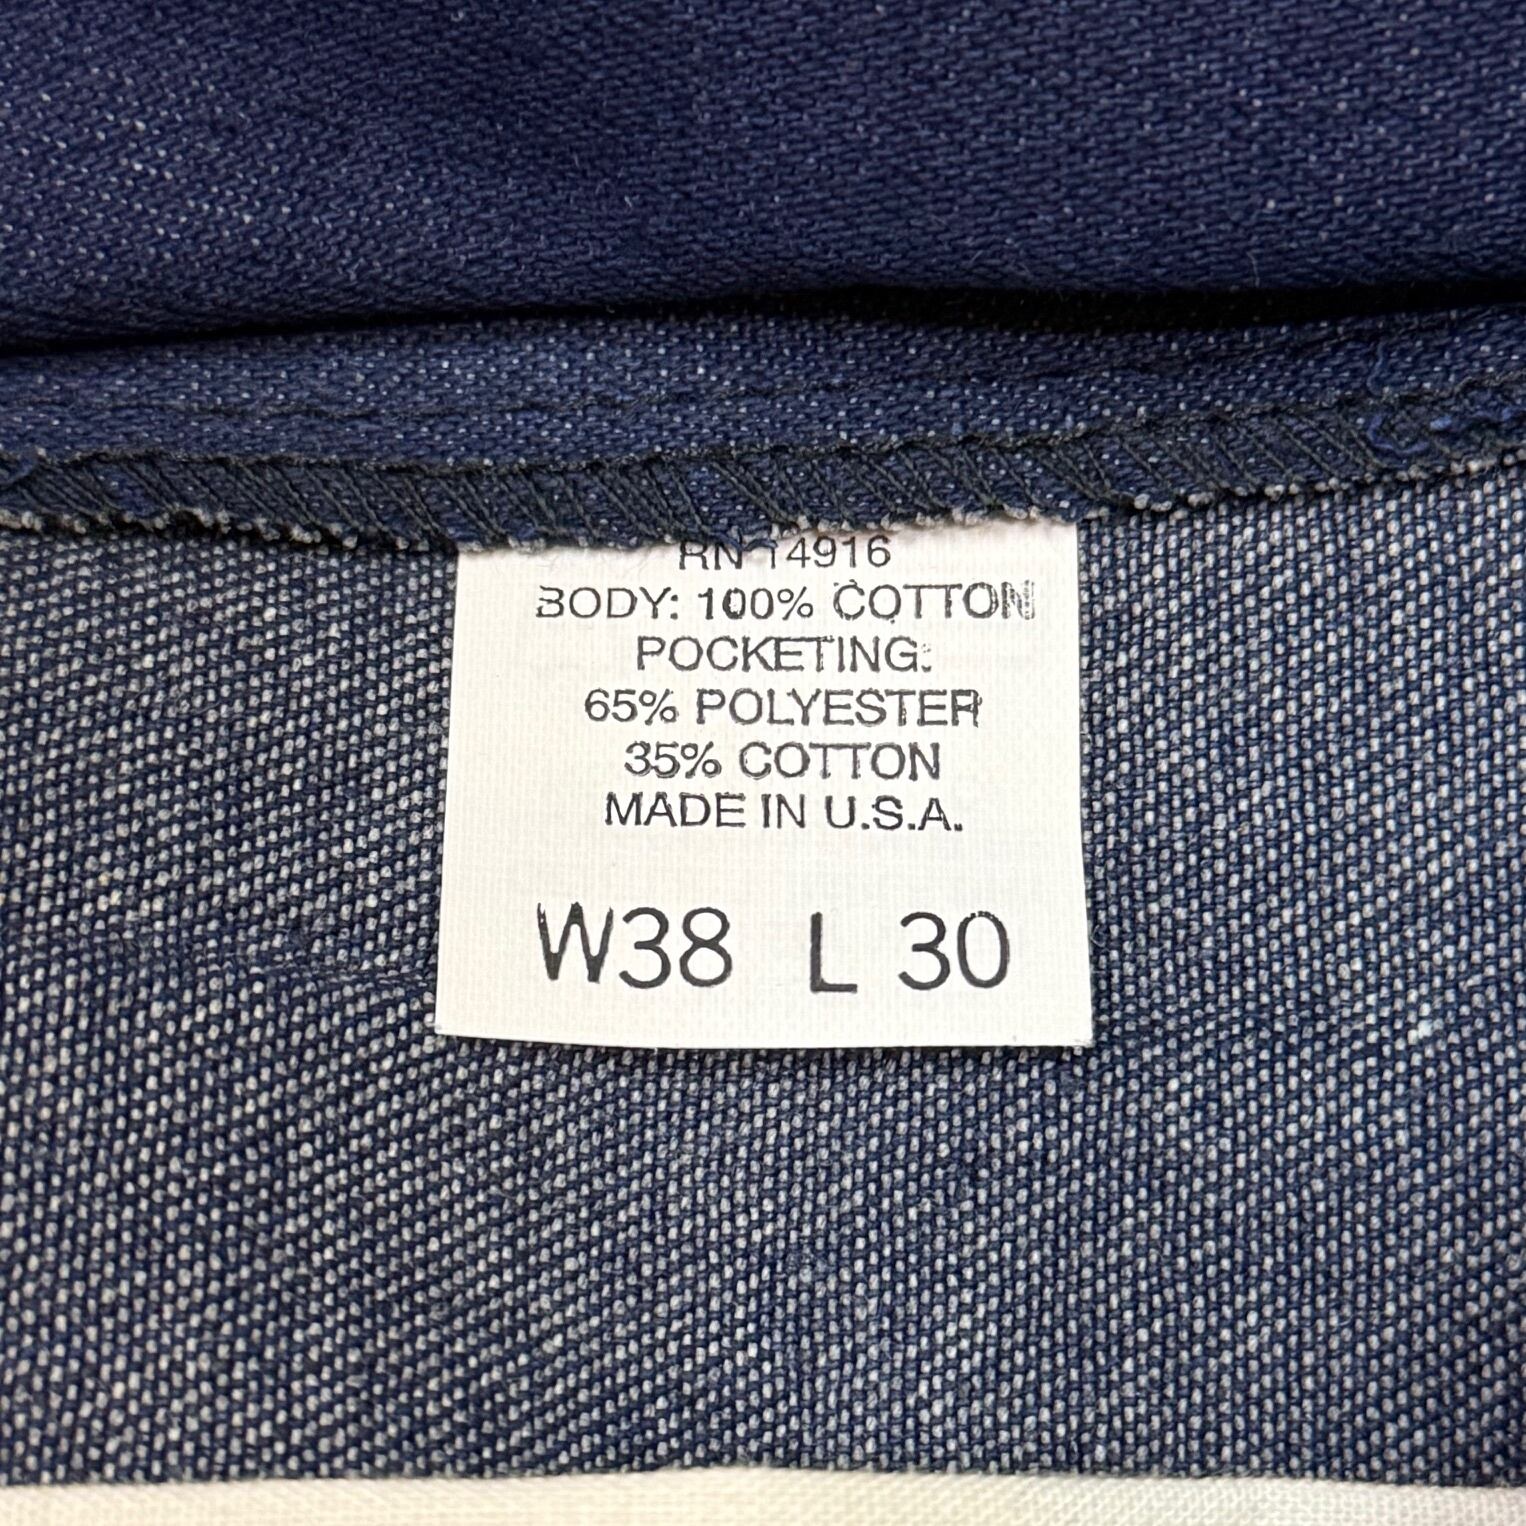 RN 14916
BODY: 100% COTTON
POCKETING:
65% POLYESTER
35% COTTON
MADE IN U.S.A.
W38 L 30